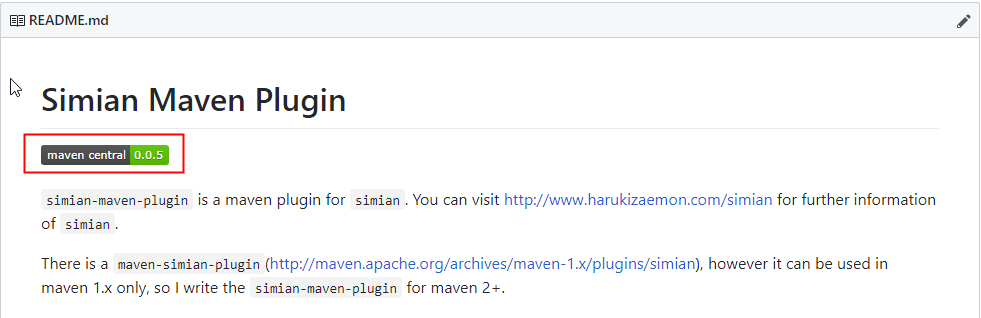 README.md
Simian Maven Plugin
maven central 0.0.5
simian-maven-plugin is a maven plugin for simian. You can visit http://www.harukizaemon.com/simian for further information
of simian.
There is a maven-simian-plugin(http://maven.apache.org/archives/maven-1.x/plugins/simian), however it can be used in
maven 1.x only, so I write the simian-maven-plugin for maven 2+.